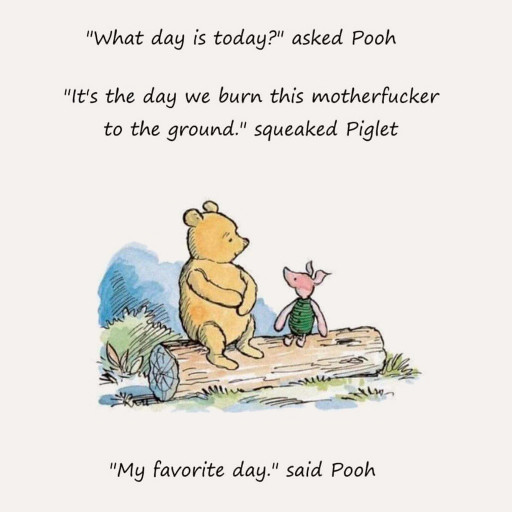 "What day is today?" asked Pooh
"It's the day we burn this motherfucker
to the ground." squeaked Piglet
"My favorite day." said Pooh